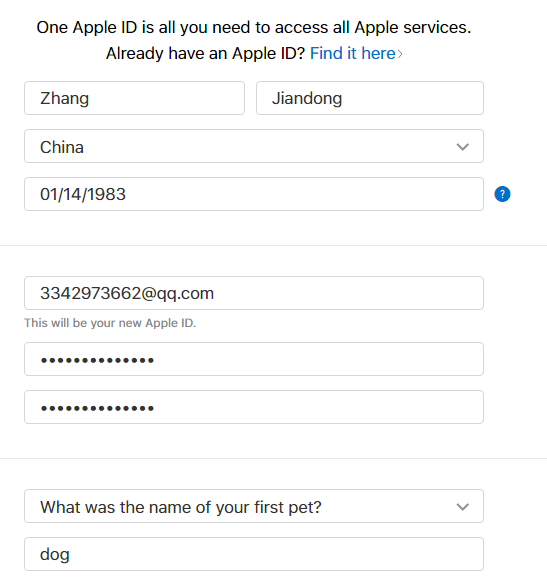 One Apple ID is all you need to access all Apple services.
Already have an Apple ID? Find it here›
Zhang Jiandong
China
01/14/1983 ?
3342973662@qq.com
This will be your new Apple ID.
••••••••••••••
••••••••••••••
What was the name of your first pet?
dog